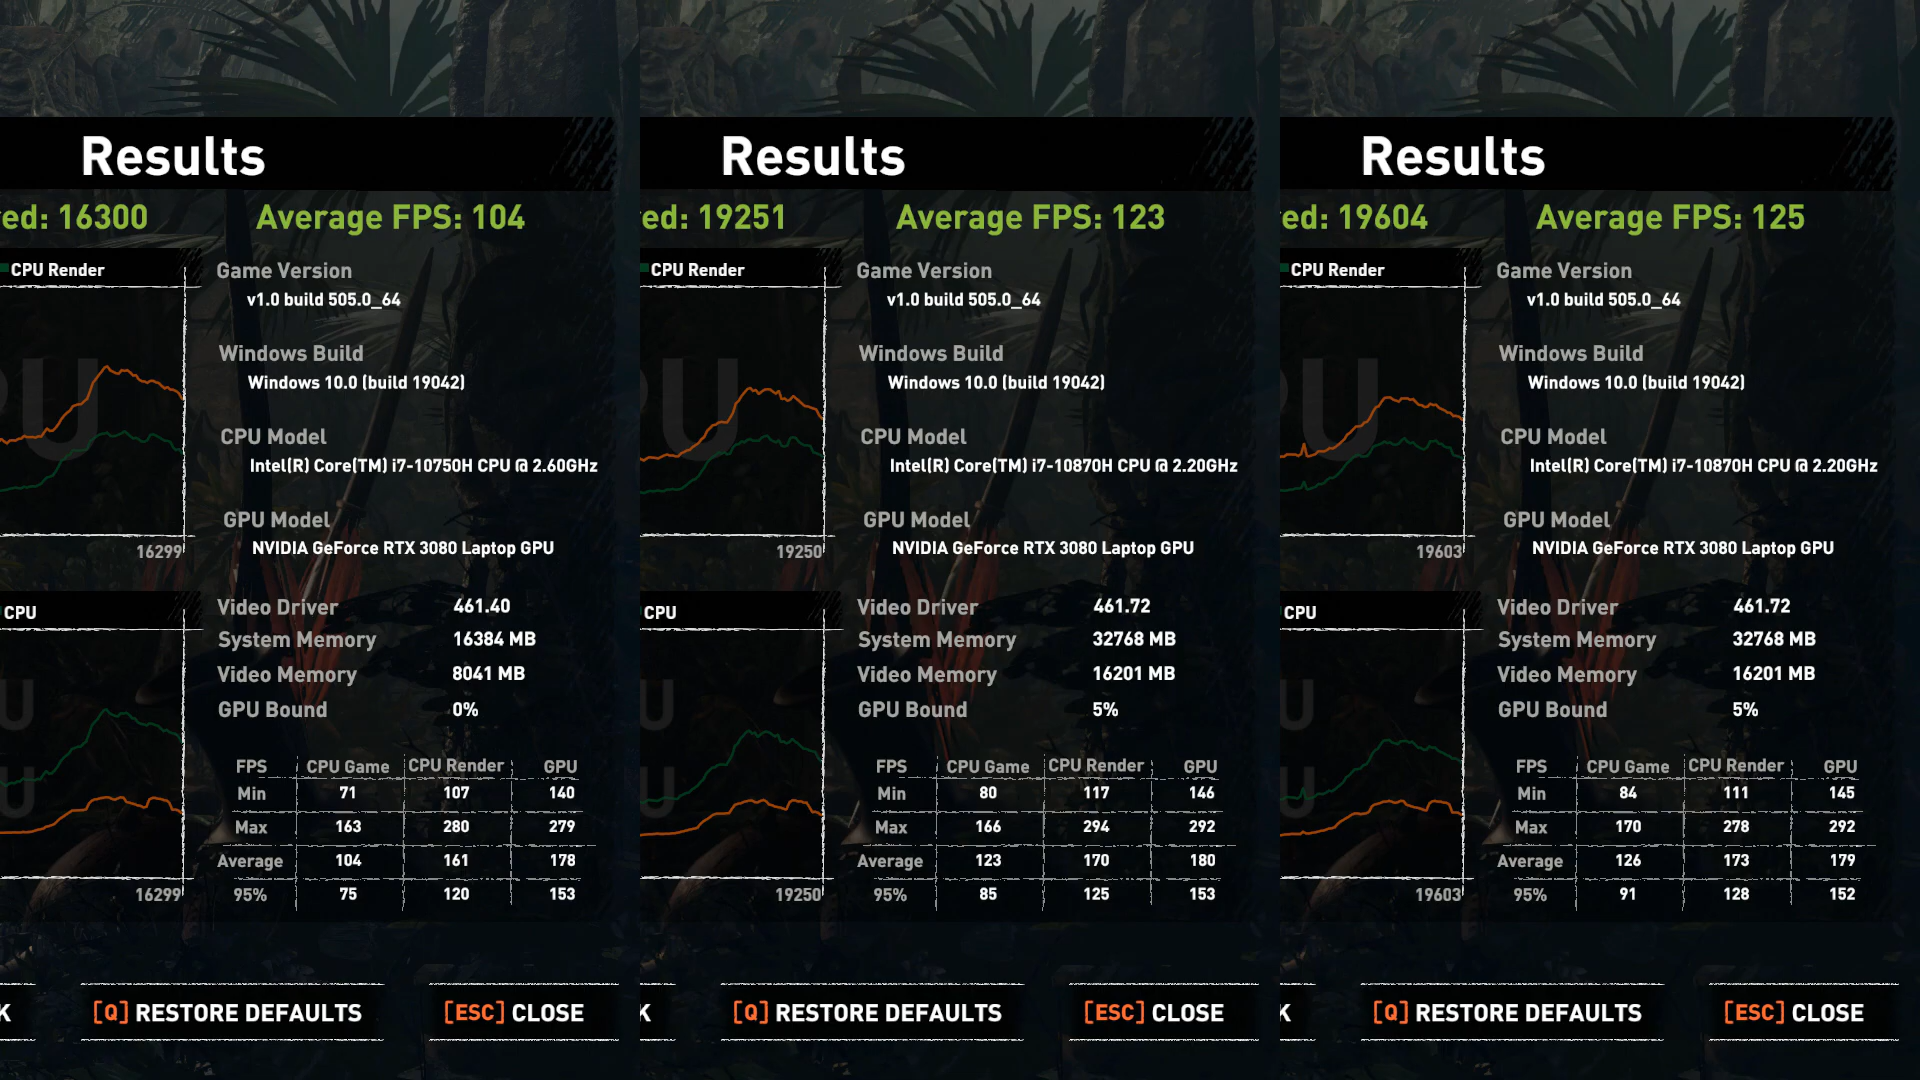 Results
ed: 16300 Average FPS: 104
CPU Render
Game Version
v1.0 build 505.0_64
Windows Build
Windows 10.0 (build 19042)
CPU Model
Intel(R) Core(TM) i7-10750H CPU @ 2.60GHz
GPU Model
NVIDIA GeForce RTX 3080 Laptop GPU
16299
CPU
Video Driver 461.40
System Memory 16384 MB
Video Memory 8041 MB
GPU Bound 0%
FPS CPU Game CPU Render GPU
Min 71 107 140
Max 163 280 279
Average 104 161 178
95% 75 120 153
16299
K [Q] RESTORE DEFAULTS [ESC] CLOSE
Results
ed: 19251 Average FPS: 123
CPU Render
Game Version
v1.0 build 505.0_64
Windows Build
Windows 10.0 (build 19042)
CPU Model
Intel(R) Core(TM) i7-10870H CPU @ 2.20GHz
GPU Model
NVIDIA GeForce RTX 3080 Laptop GPU
19250
CPU
Video Driver 461.72
System Memory 32768 MB
Video Memory 16201 MB
GPU Bound 5%
FPS CPU Game CPU Render GPU
Min 80 117 146
Max 166 294 292
Average 123 170 180
95% 85 125 153
19250
K [Q] RESTORE DEFAULTS [ESC] CLOSE
Results
ed: 19604 Average FPS: 125
CPU Render
Game Version
v1.0 build 505.0_64
Windows Build
Windows 10.0 (build 19042)
CPU Model
Intel(R) Core(TM) i7-10870H CPU @ 2.20GHz
GPU Model
NVIDIA GeForce RTX 3080 Laptop GPU
19603
CPU
Video Driver 461.72
System Memory 32768 MB
Video Memory 16201 MB
GPU Bound 5%
FPS CPU Game CPU Render GPU
Min 84 111 145
Max 170 278 292
Average 126 173 179
95% 91 128 152
19603
K [Q] RESTORE DEFAULTS [ESC] CLOSE